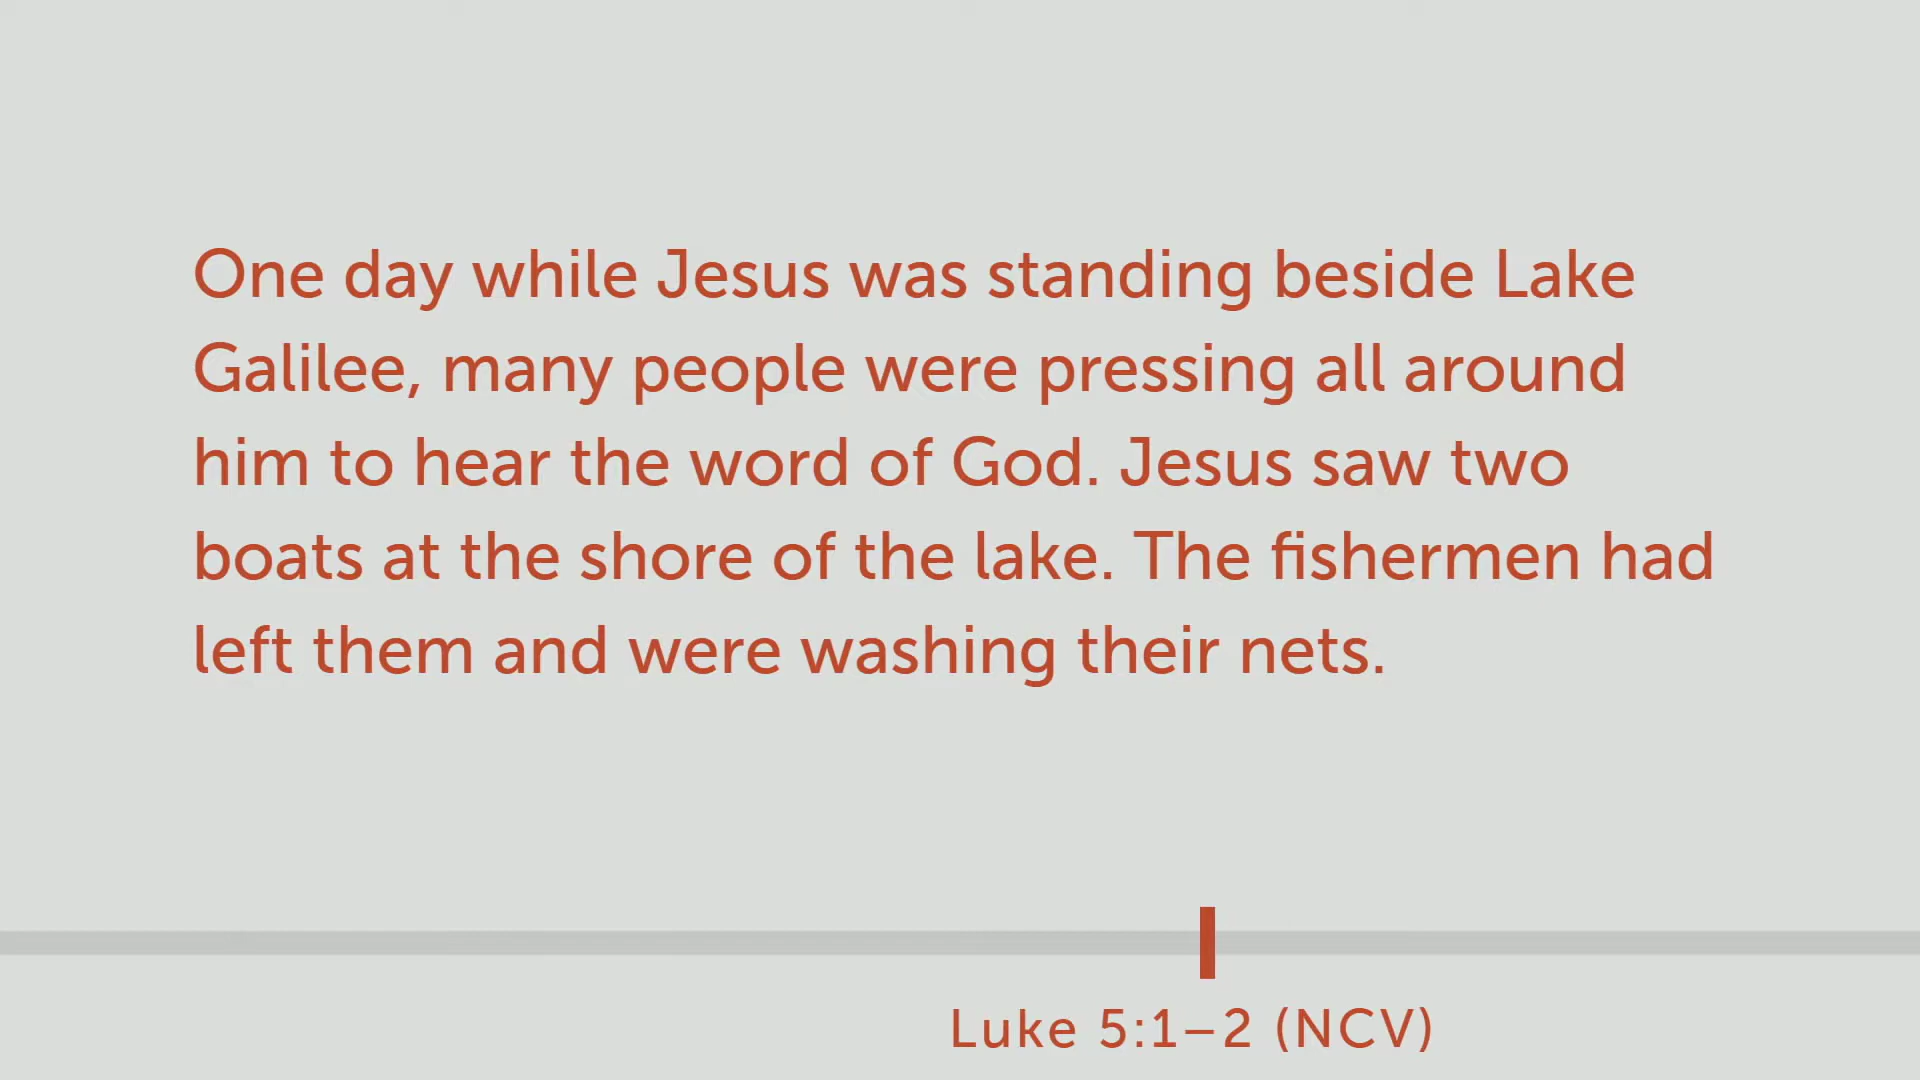 One day while Jesus was standing beside Lake
Galilee, many people were pressing all around
him to hear the word of God. Jesus saw two
boats at the shore of the lake. The fishermen had
left them and were washing their nets.
Luke 5:1–2 (NCV)